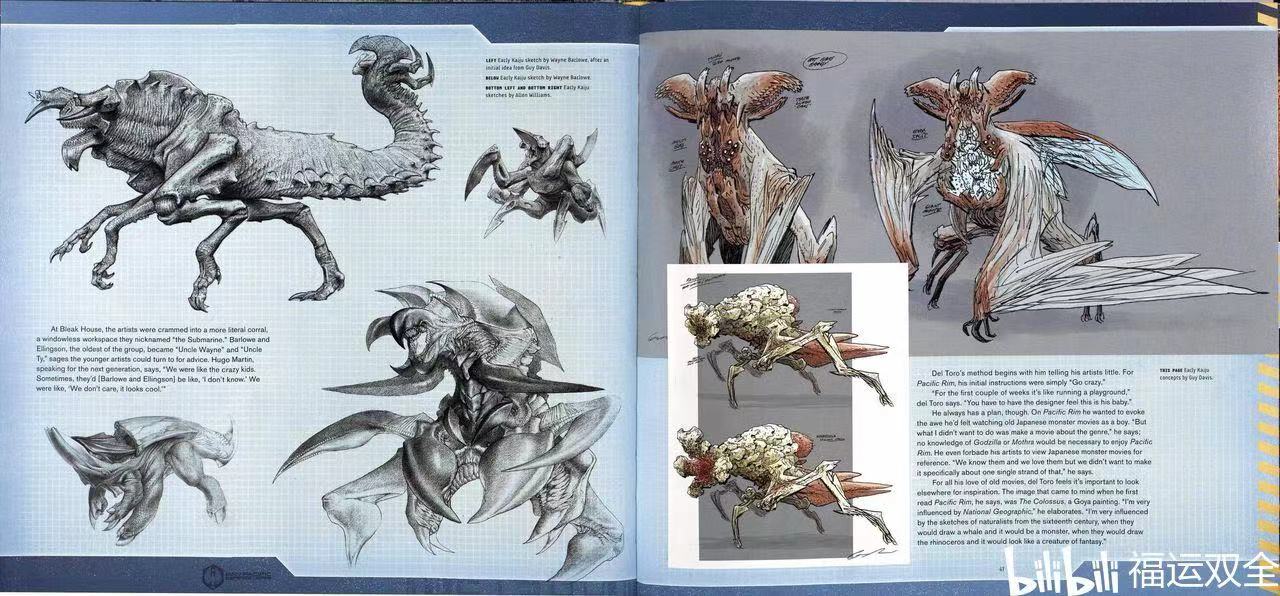 LEFT Early Kaiju sketch by Wayne Barlowe, after an
initial idea from Guy Davis.
BELOW Early Kaiju sketch by Wayne Barlowe.
BOTTOM LEFT AND BOTTOM RIGHT Early Kaiju
sketches by Allen Williams.
At Bleak House, the artists were crammed into a more literal corral,
a windowless workspace they nicknamed “the Submarine.” Barlowe and
Ellingson, the oldest of the group, became “Uncle Wayne” and “Uncle
Ty,” sages the younger artists could turn to for advice. Hugo Martin,
speaking for the next generation, says, “We were like the crazy kids.
Sometimes, they’d [Barlowe and Ellingson] be like, ‘I don’t know.’ We
were like, ‘We don’t care, it looks cool.’”
Del Toro’s method begins with him telling his artists little. For
Pacific Rim, his initial instructions were simply “Go crazy.”
“For the first couple of weeks it’s like running a playground,”
del Toro says. “You have to have the designer feel this is his baby.”
He always has a plan, though. On Pacific Rim he wanted to evoke
the awe he’d felt watching old Japanese monster movies as a boy. “But
what I didn’t want to do was make a movie about the genre,” he says;
no knowledge of Godzilla or Mothra would be necessary to enjoy Pacific
Rim. He even forbade his artists to view Japanese monster movies for
reference. “We know them and we love them but we didn’t want to make
it specifically about one single strand of that,” he says.
For all his love of old movies, del Toro feels it’s important to look
elsewhere for inspiration. The image that came to mind when he first
read Pacific Rim, he says, was The Colossus, a Goya painting. “I’m very
influenced by National Geographic,” he elaborates. “I’m very influenced
by the sketches of naturalists from the sixteenth century, when they
would draw a whale and it would be a monster, when they would draw
the rhinoceros and it would look like a creature of fantasy.”
THIS PAGE Early Kaiju
concepts by Guy Davis.
bilibili 福运双全